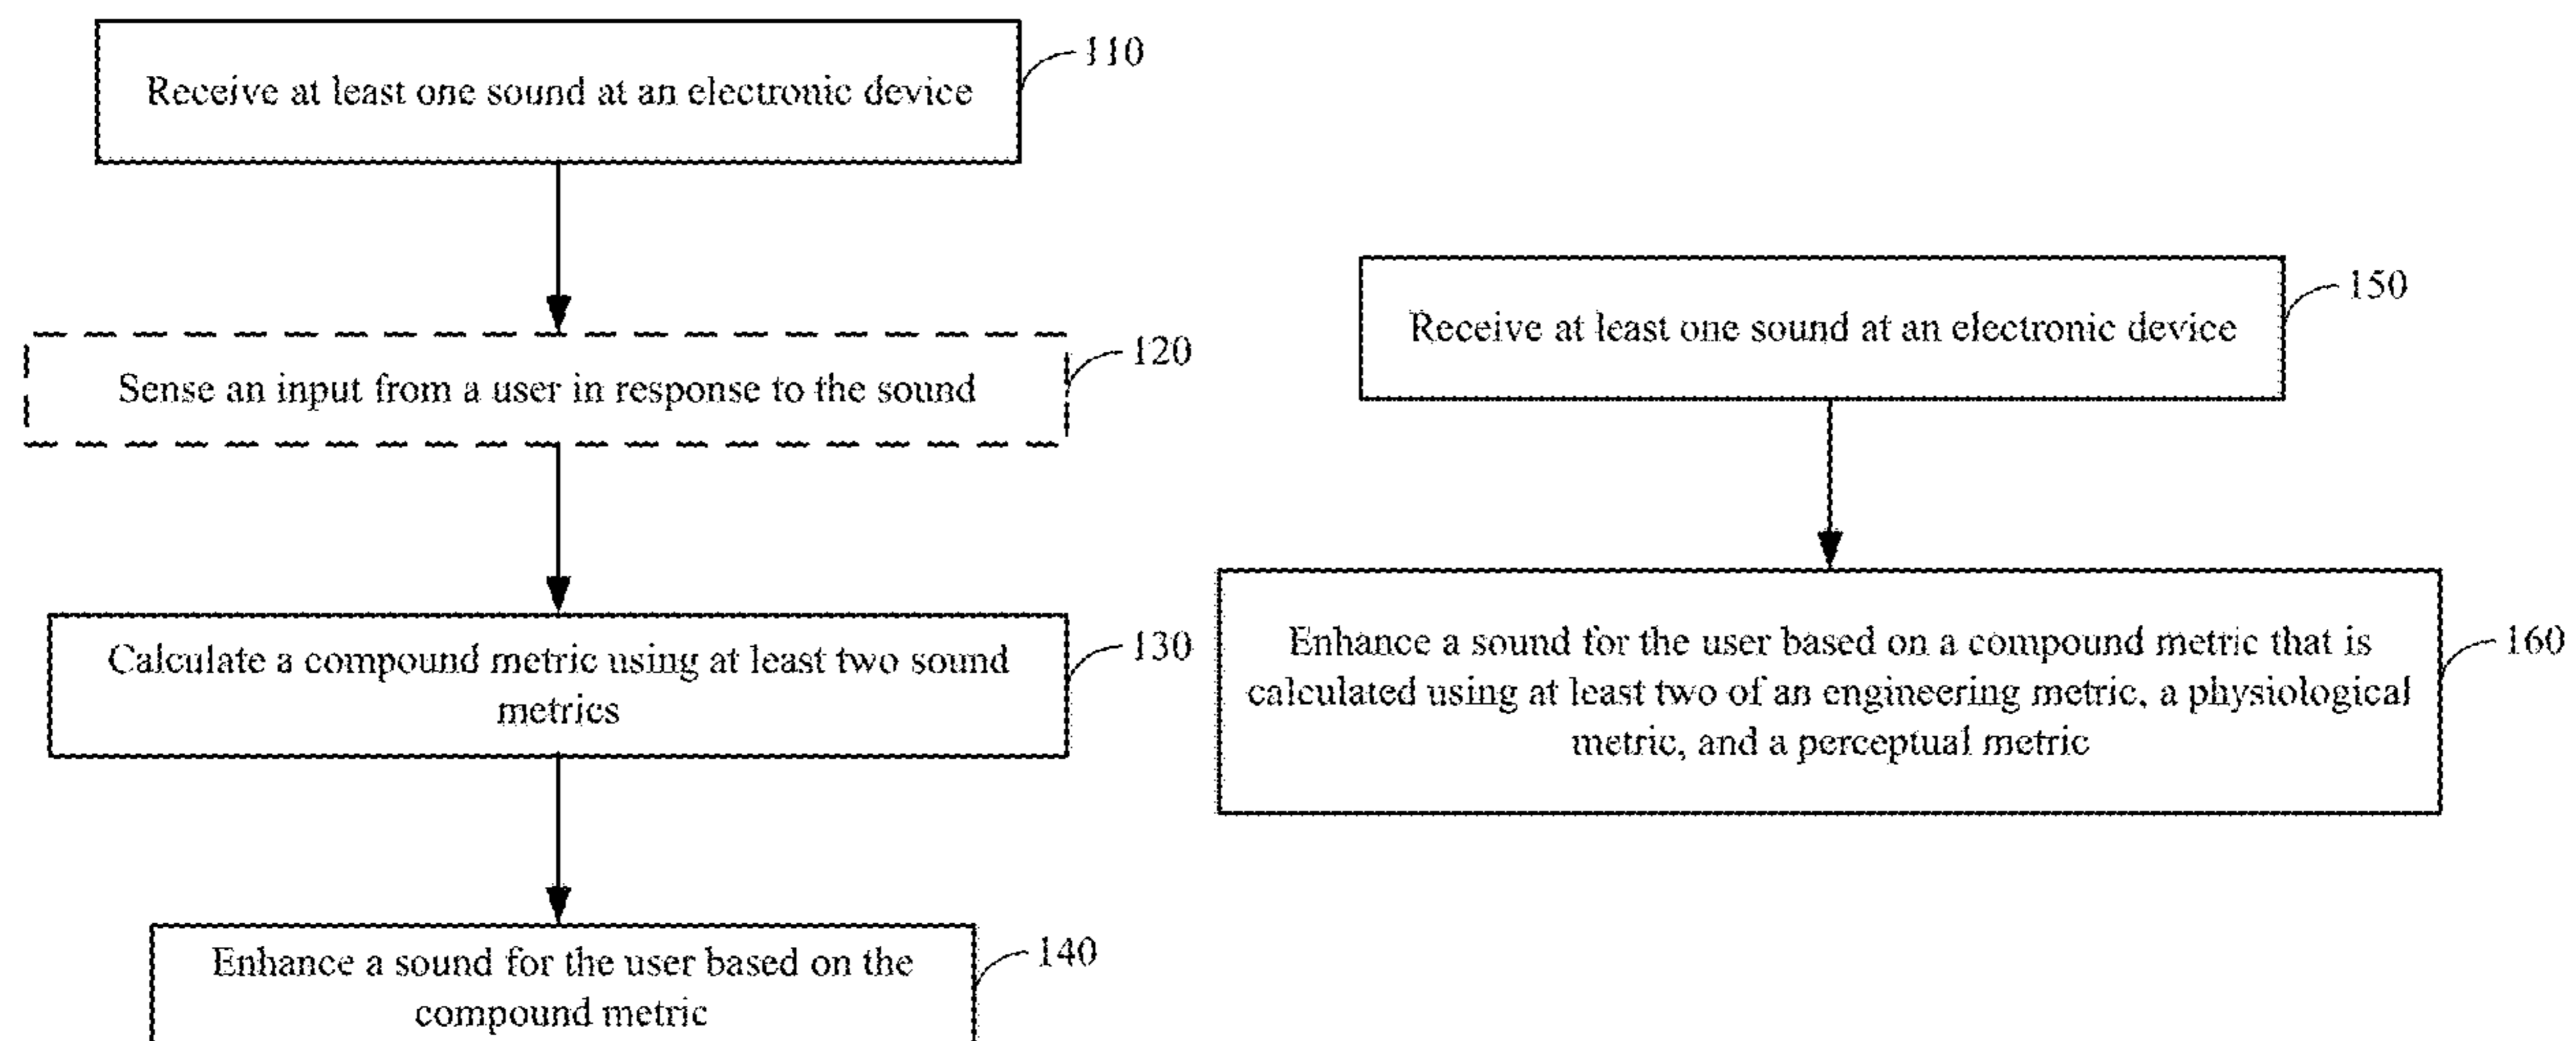 Receive at least one sound at an electronic device
110
Sense an input from a user in response to the sound
120
Calculate a compound metric using at least two sound
metrics
130
Enhance a sound for the user based on the
compound metric
140
Receive at least one sound at an electronic device
150
Enhance a sound for the user based on a compound metric that is
calculated using at least two of an engineering metric, a physiological
metric, and a perceptual metric
160